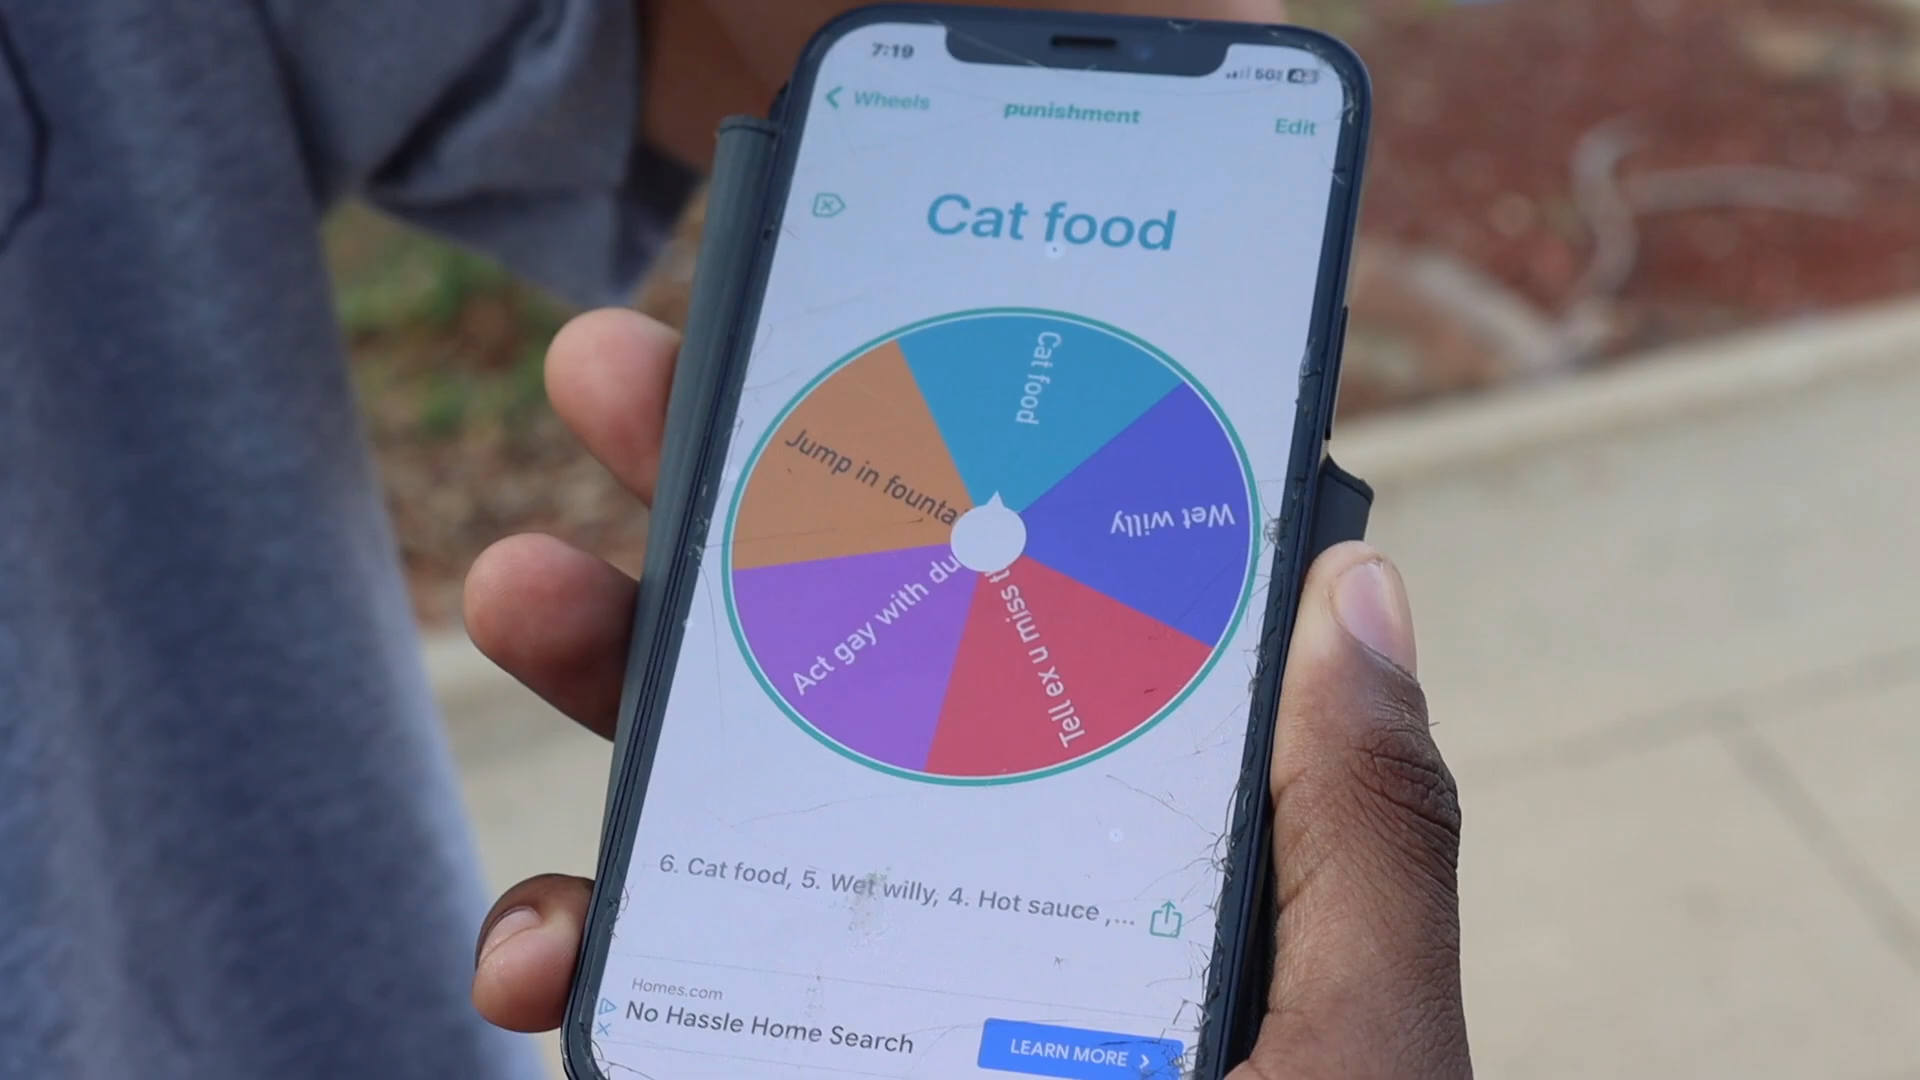 7:19
5G
Wheels
punishment
Edit
Cat food
Cat food
Wet willy
Tell ex u miss
Act gay with du
Jump in founta
6. Cat food, 5. Wet willy, 4. Hot sauce ,...
Homes.com
No Hassle Home Search
LEARN MORE